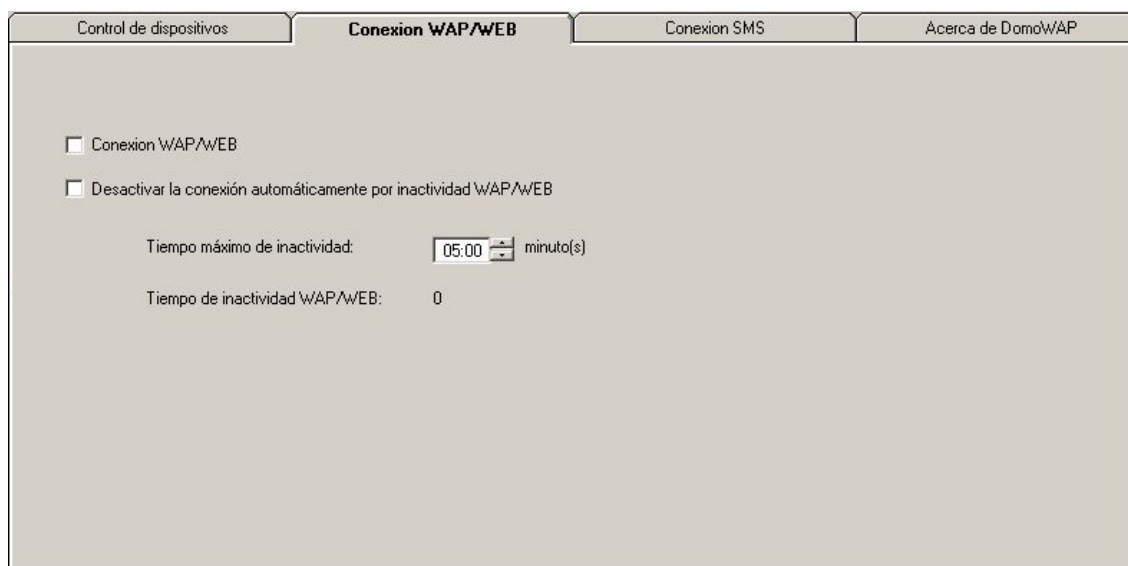 Control de dispositivos
Conexion WAP/WEB
Conexion SMS
Acerca de DomoWAP
Conexion WAP/WEB
Desactivar la conexión automáticamente por inactividad WAP/WEB
Tiempo máximo de inactividad: 05:00 minuto(s)
Tiempo de inactividad WAP/WEB: 0